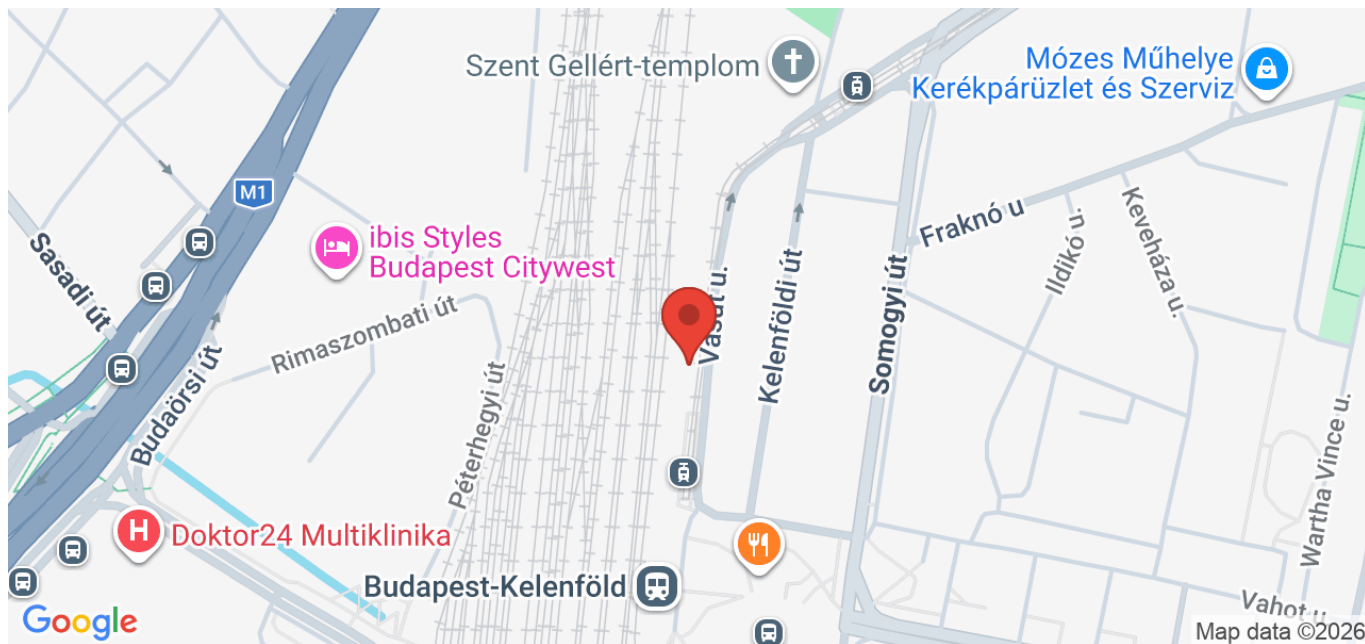 Szent Gellért-templom
Mózes Műhelye
Kerékpárüzlet és Szerviz
M1
Sasadi út
ibis Styles
Budapest Citywest
Fraknó u
Keveháza u.
Ildikó u.
Vasút u.
Kelenföldi út
Somogyi út
Rimaszombati út
Budaörsi út
Péterhegyi út
Wartha Vince u.
H
Doktor24 Multiklinika
Budapest-Kelenföld
Vahot u.
Google
Map data ©2026